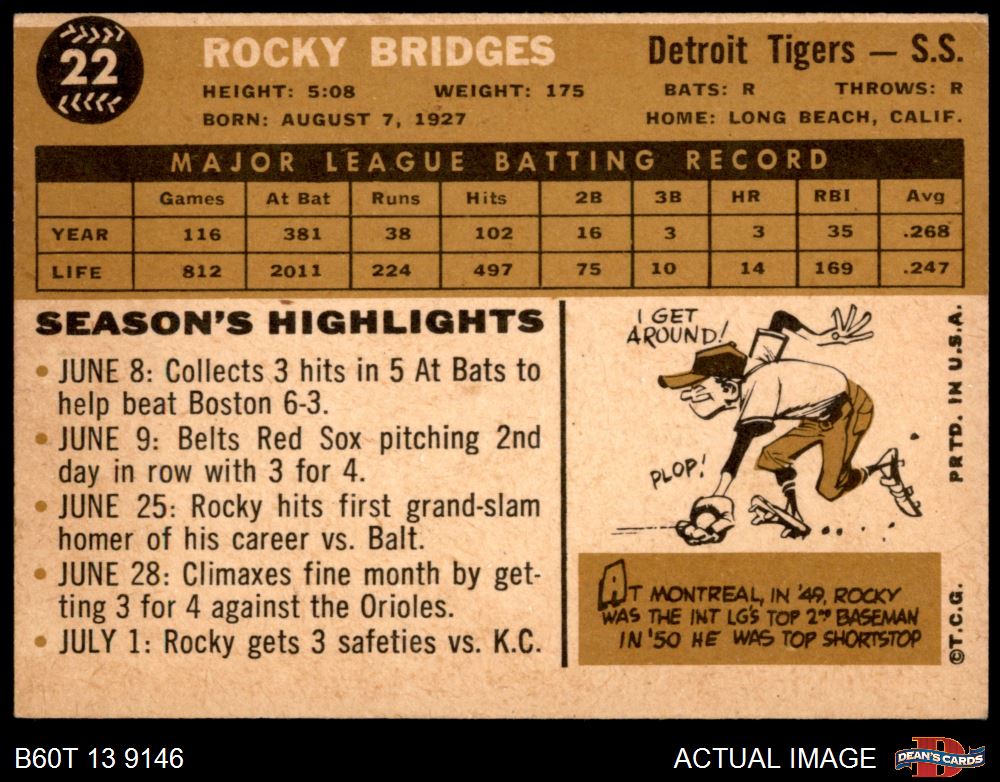 22
ROCKY BRIDGES
Detroit Tigers — S.S.
HEIGHT: 5:08 WEIGHT: 175 BATS: R THROWS: R
BORN: AUGUST 7, 1927 HOME: LONG BEACH, CALIF.
MAJOR LEAGUE BATTING RECORD
Games At Bat Runs Hits 2B 3B HR RBI Avg
YEAR 116 381 38 102 16 3 3 35 .268
LIFE 812 2011 224 497 75 10 14 169 .247
SEASON'S HIGHLIGHTS
• JUNE 8: Collects 3 hits in 5 At Bats to
help beat Boston 6-3.
• JUNE 9: Belts Red Sox pitching 2nd
day in row with 3 for 4.
• JUNE 25: Rocky hits first grand-slam
homer of his career vs. Balt.
• JUNE 28: Climaxes fine month by get-
ting 3 for 4 against the Orioles.
• JULY 1: Rocky gets 3 safeties vs. K.C.
I GET
AROUND!
PLOP!
AT MONTREAL, IN '49, ROCKY
WAS THE INT LG'S TOP 2ND BASEMAN
IN '50 HE WAS TOP SHORTSTOP
PRTD. IN U.S.A.
©T.C.G.
B60T 13 9146
ACTUAL IMAGE
D
DEAN'S CARDS